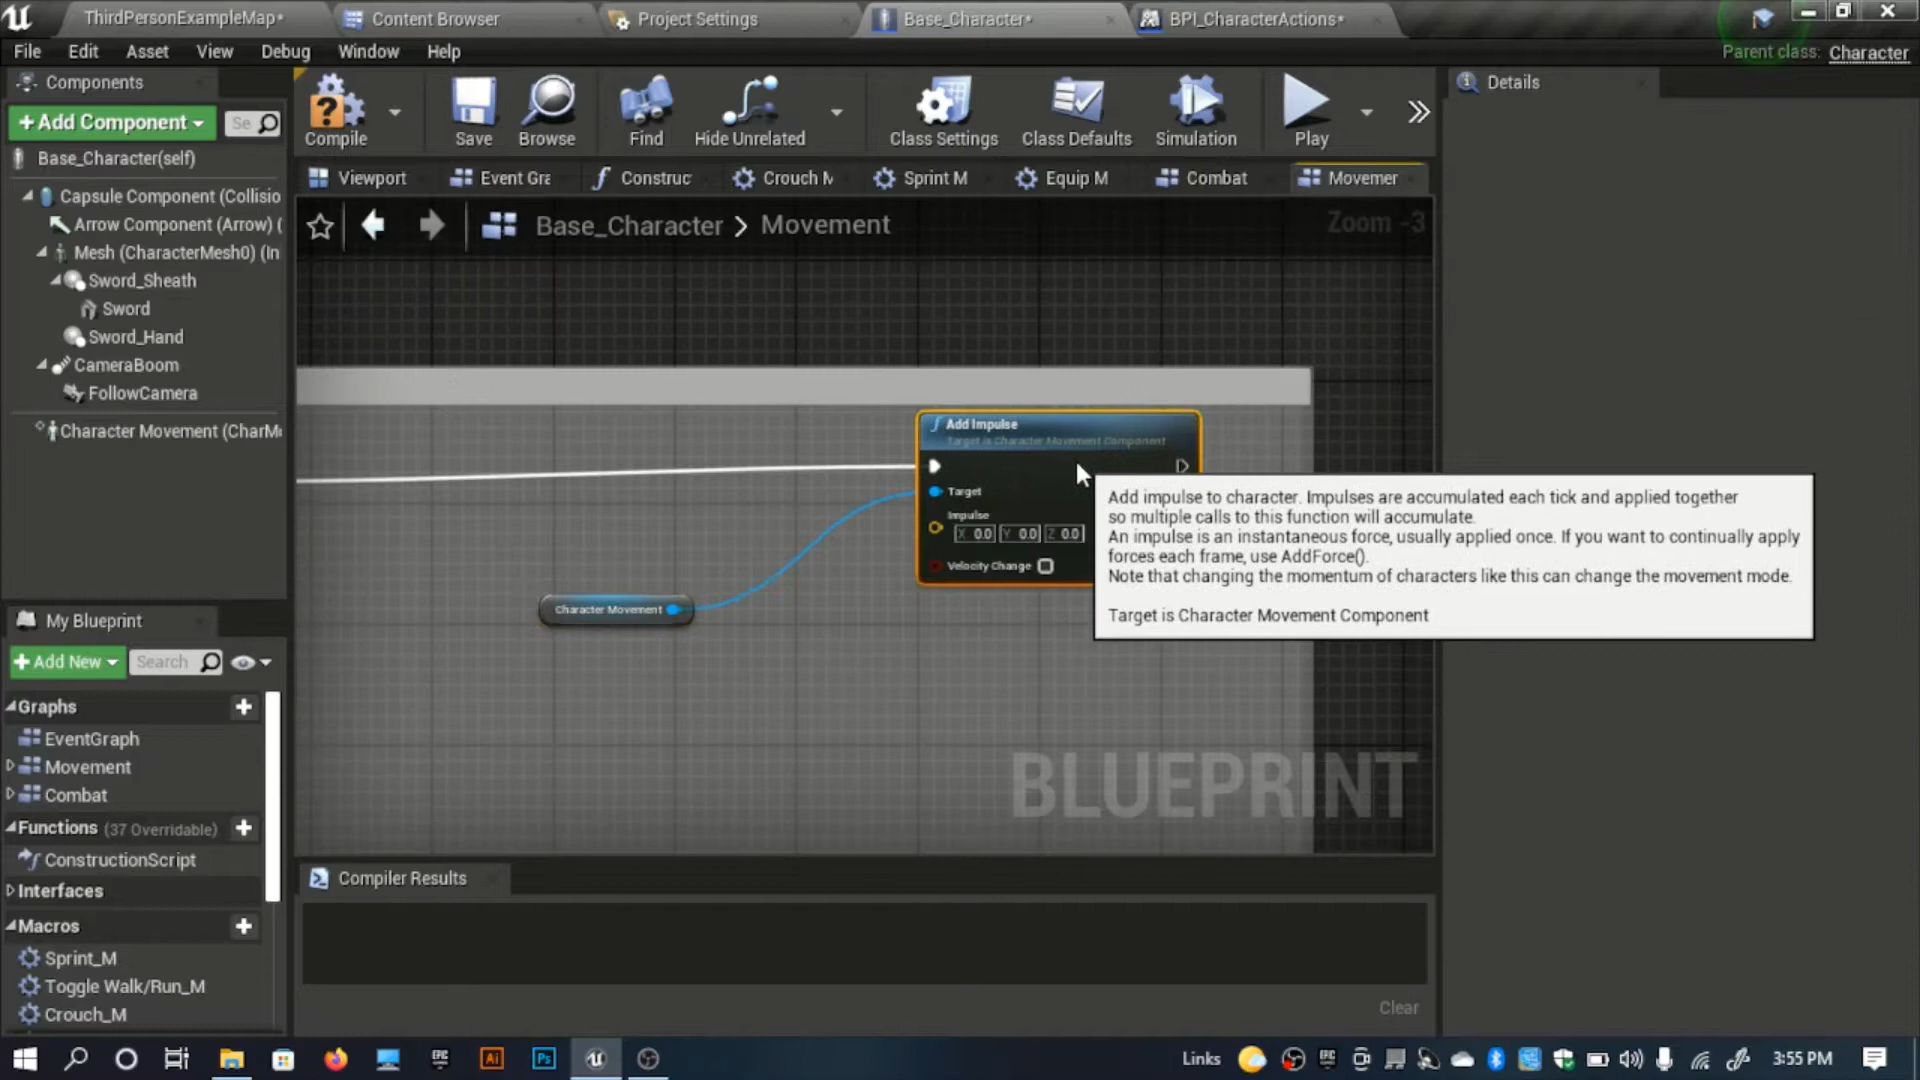 ThirdPersonExampleMap*
Content Browser
Project Settings
Base_Character*
BPI_CharacterActions*
File
Edit
Asset
View
Debug
Window
Help
Parent class: Character
Components
+Add Component
Se
Base_Character(self)
Capsule Component (Collisio
Arrow Component (Arrow) (
Mesh (CharacterMesh0) (In
Sword_Sheath
Sword
Sword_Hand
CameraBoom
FollowCamera
Character Movement (CharMo
Compile
Save
Browse
Find
Hide Unrelated
Class Settings
Class Defaults
Simulation
Play
Details
Viewport
Event Gra
Construc
Crouch M
Sprint M
Equip M
Combat
Movemer
Base_Character > Movement
Zoom -3
Add Impulse
Target is Character Movement Component
Target
Impulse
X 0.0 Y 0.0 Z 0.0
Velocity Change
Character Movement
Add impulse to character. Impulses are accumulated each tick and applied together
so multiple calls to this function will accumulate.
An impulse is an instantaneous force, usually applied once. If you want to continually apply
forces each frame, use AddForce().
Note that changing the momentum of characters like this can change the movement mode.
Target is Character Movement Component
BLUEPRINT
My Blueprint
+Add New
Search
Graphs
EventGraph
Movement
Combat
Functions (37 Overridable)
ConstructionScript
Interfaces
Macros
Sprint_M
Toggle Walk/Run_M
Crouch_M
Compiler Results
Clear
EPIC
GAMES
Ai
Ps
Links
EPIC
3:55 PM